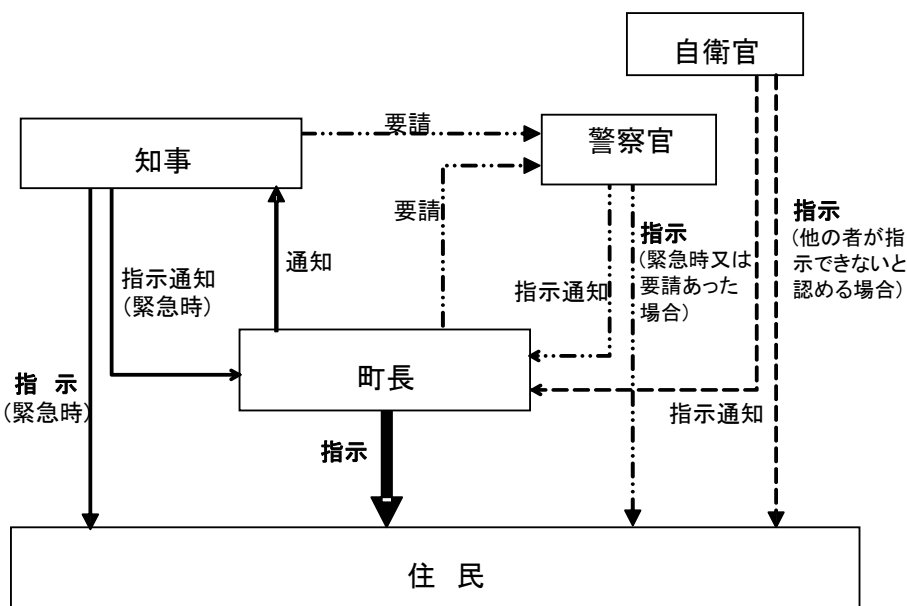 自衛官
知事
要請
警察官
要請
通知
指示通知
(緊急時)
指示通知
指示
(緊急時又は
要請あった
場合)
指示
(他の者が指
示できないと
認める場合)
町長
指 示
(緊急時)
指示通知
指示
住 民